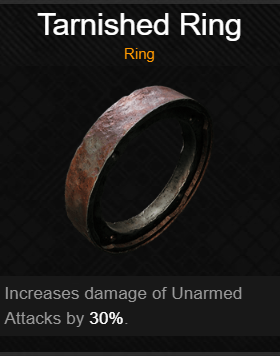 Tarnished Ring
Ring
Increases damage of Unarmed
Attacks by 30%.